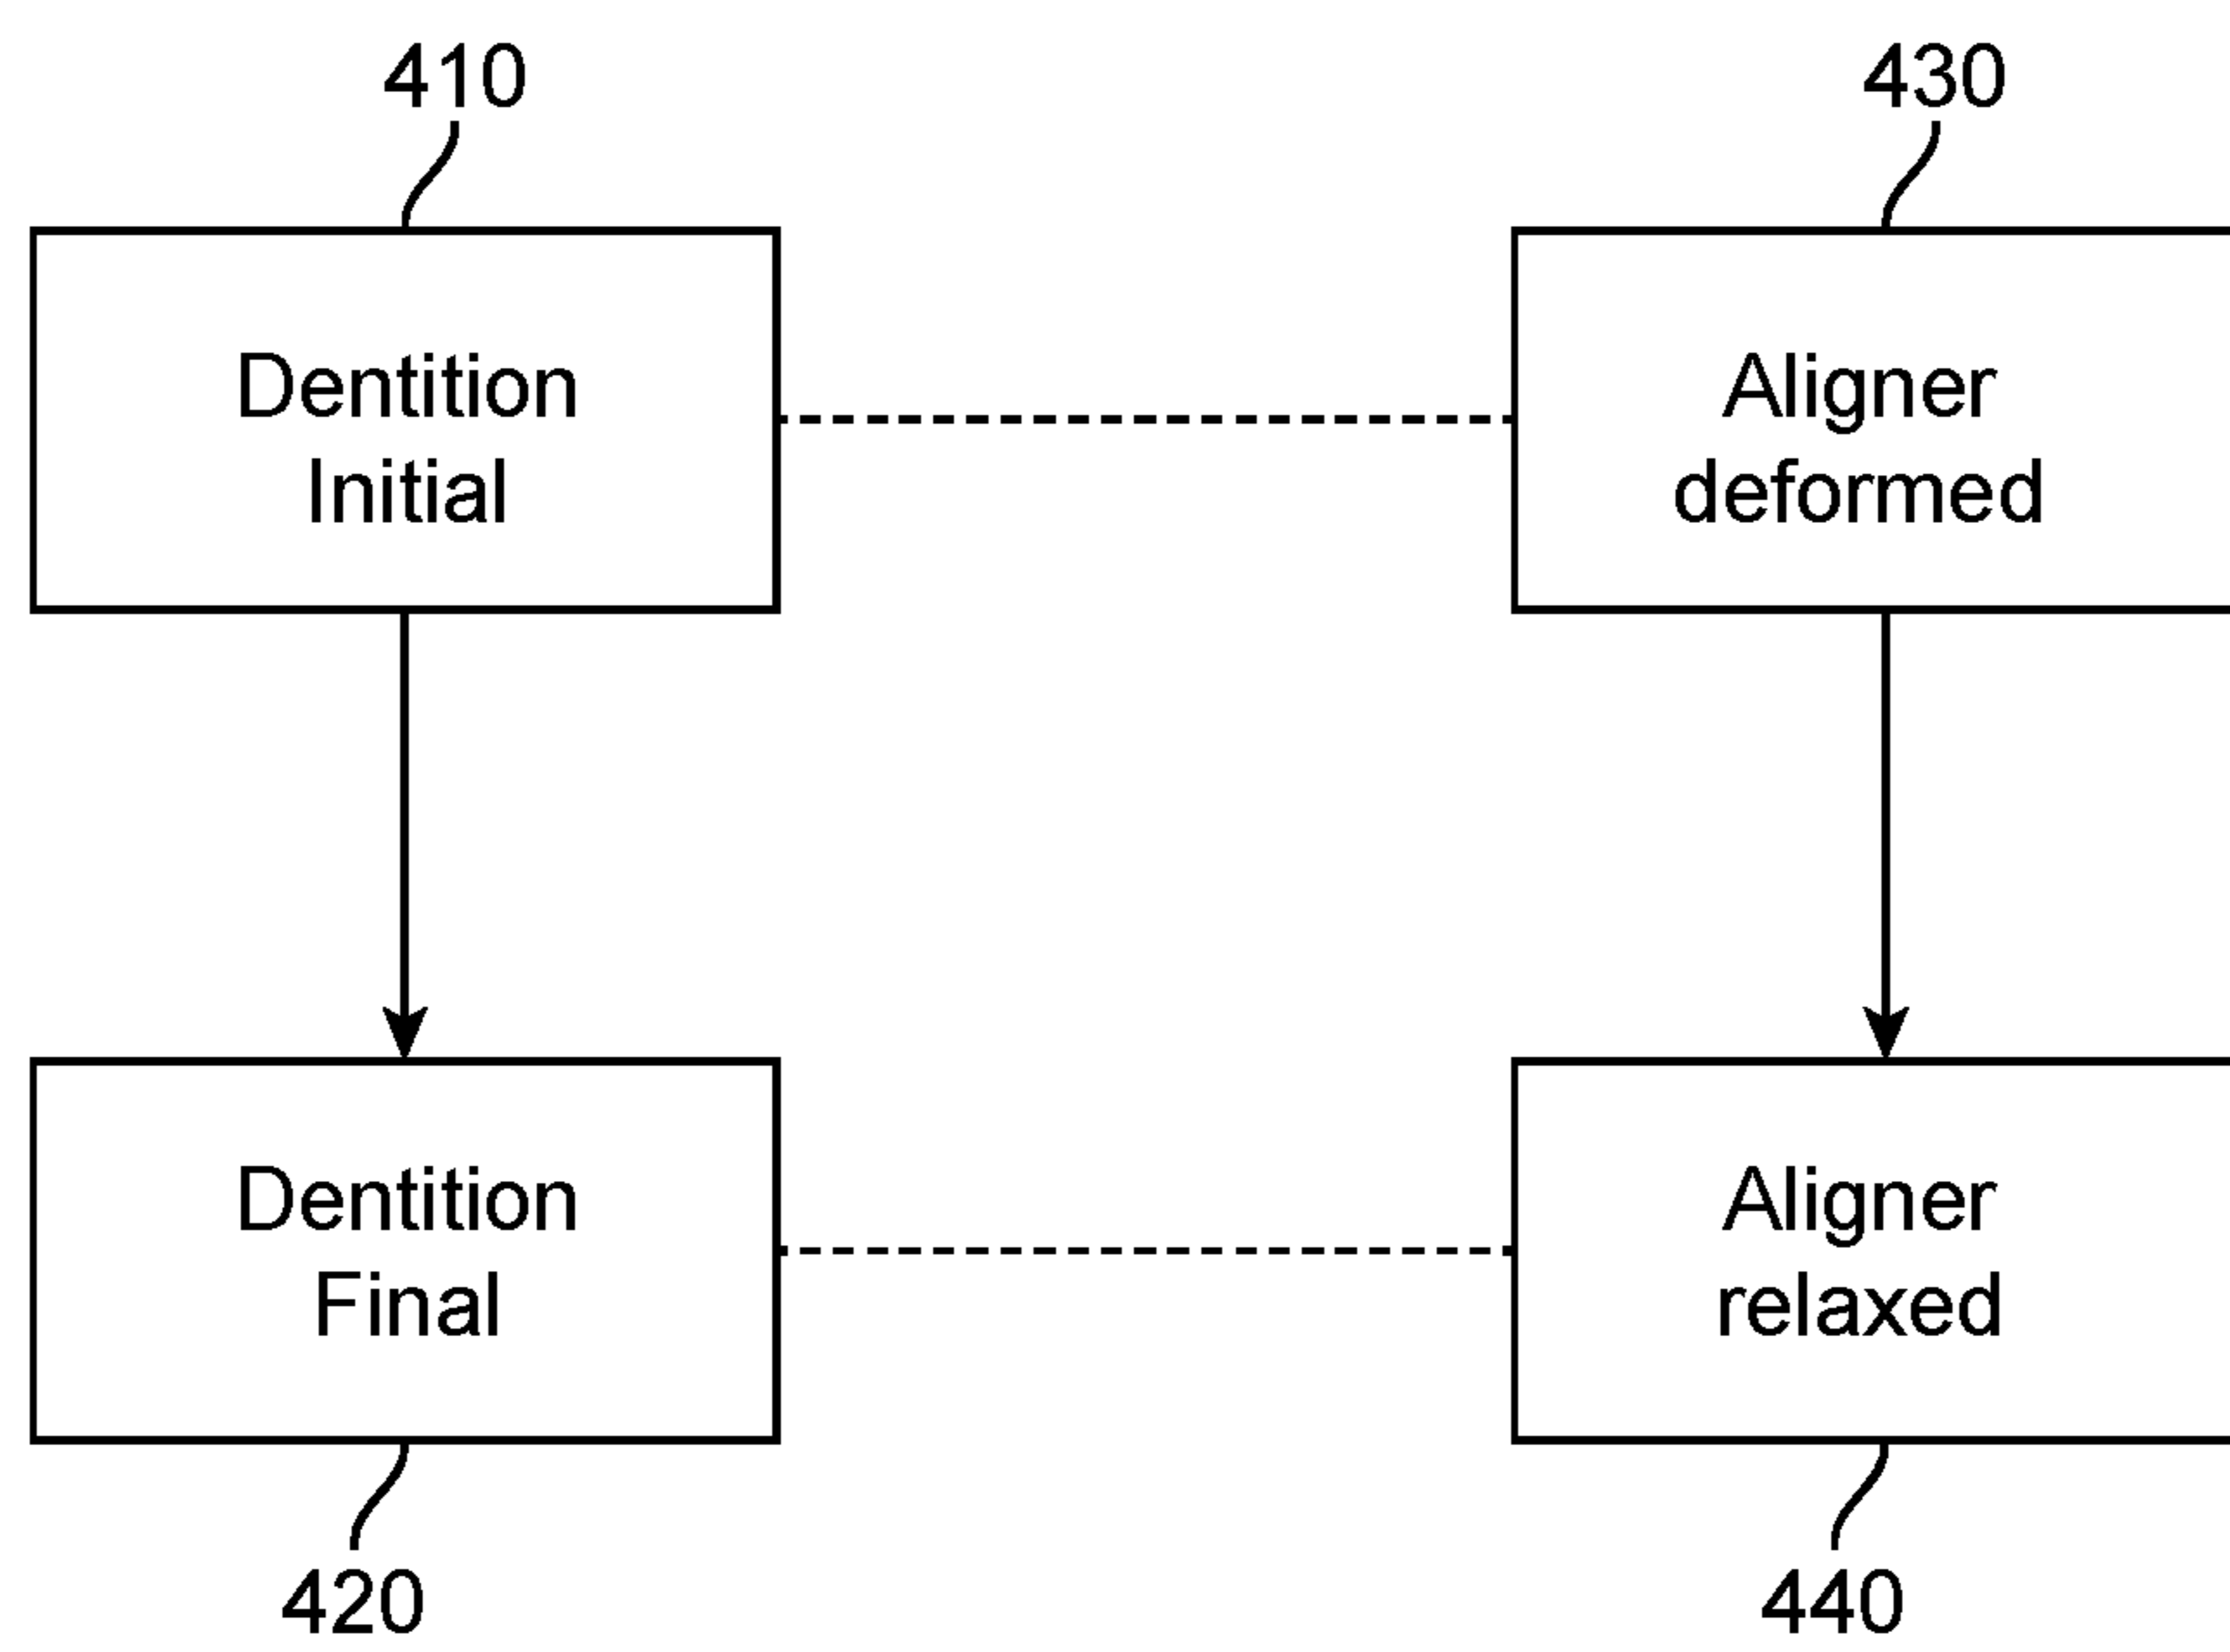 410
430
Dentition
Initial
Aligner
deformed
Dentition
Final
Aligner
relaxed
420
440